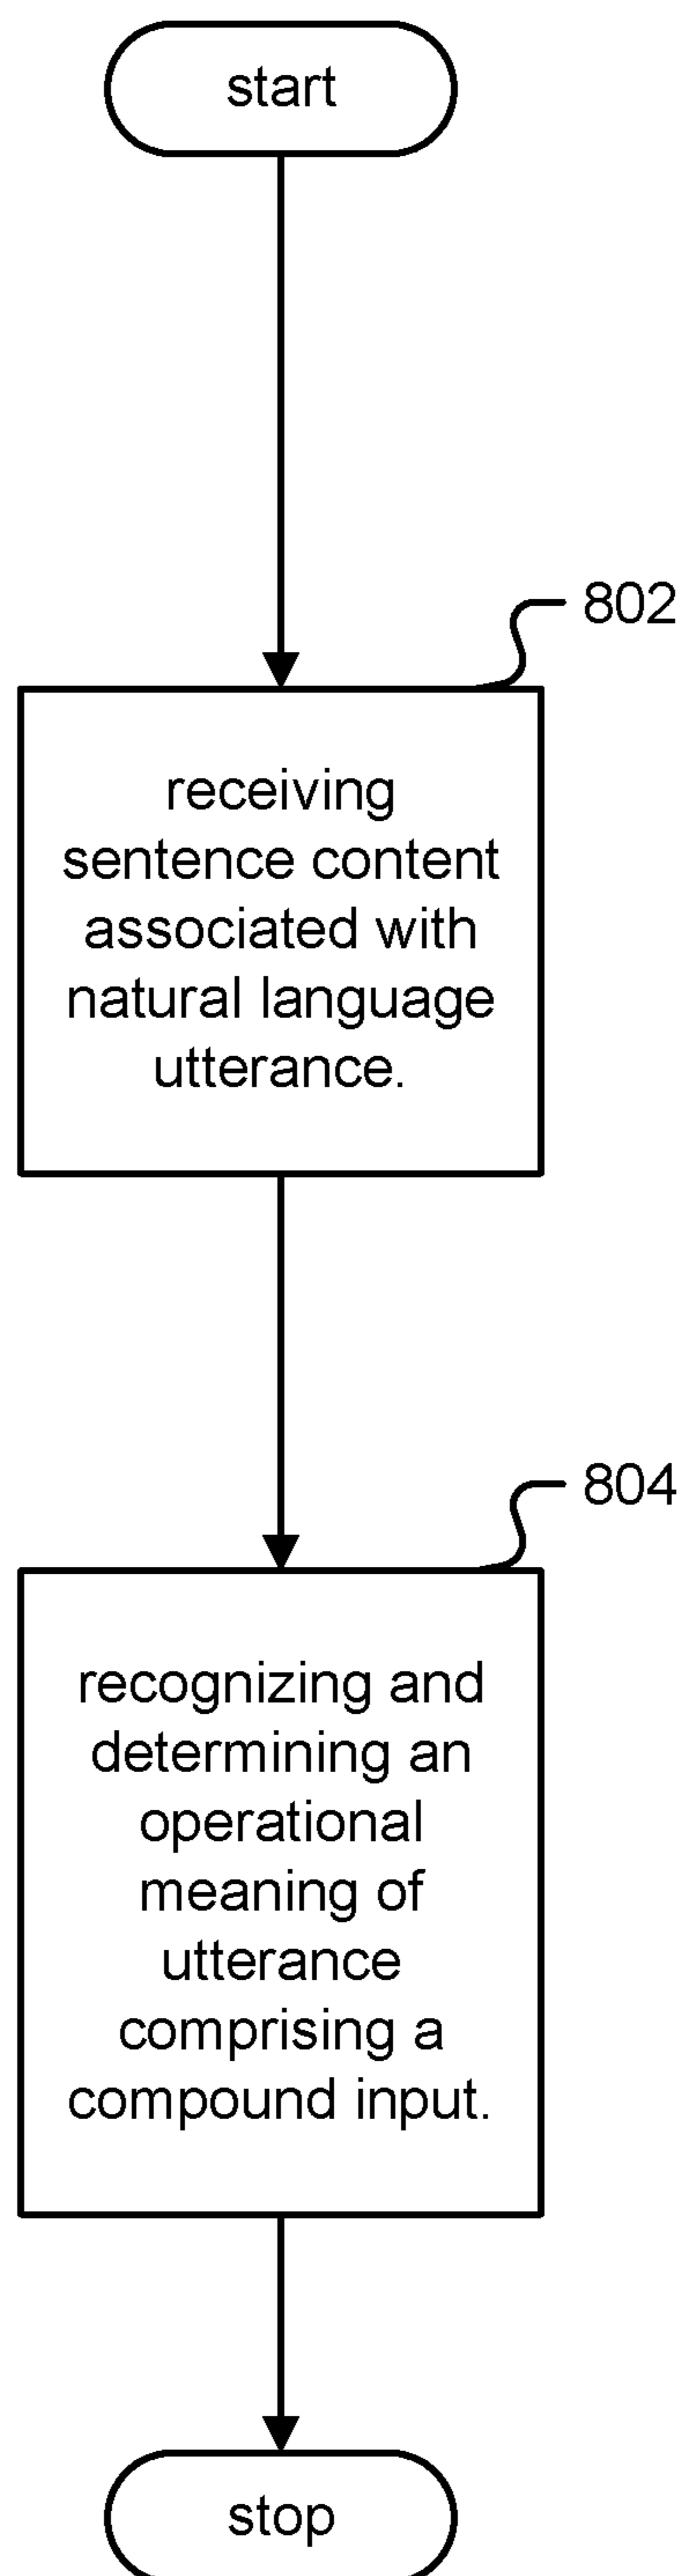 start
802
receiving
sentence content
associated with
natural language
utterance.
804
recognizing and
determining an
operational
meaning of
utterance
comprising a
compound input.
stop